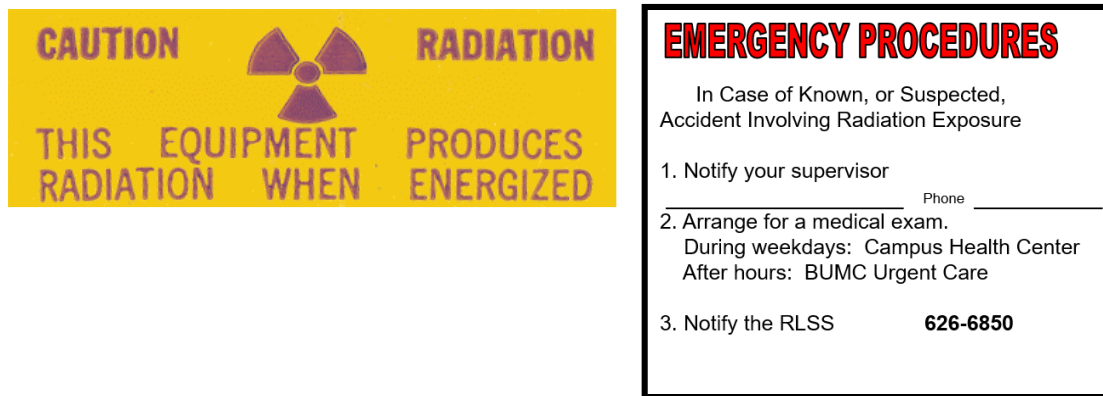 CAUTION RADIATION
THIS EQUIPMENT PRODUCES
RADIATION WHEN ENERGIZED
EMERGENCY PROCEDURES
In Case of Known, or Suspected,
Accident Involving Radiation Exposure
1. Notify your supervisor
Phone
2. Arrange for a medical exam.
During weekdays: Campus Health Center
After hours: BUMC Urgent Care
3. Notify the RLSS 626-6850